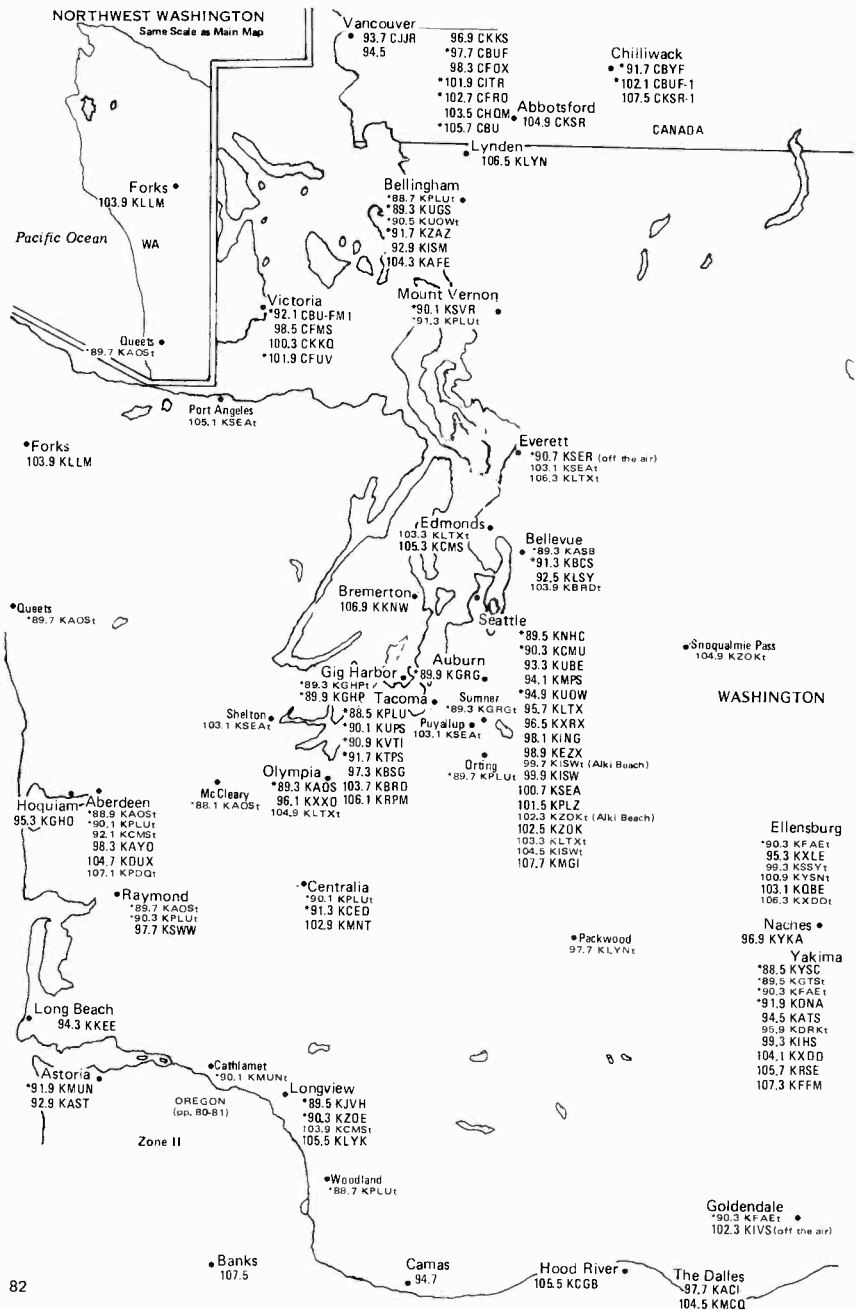 NORTHWEST WASHINGTON
Same Scale as Main Map
Forks
103.9 KLLM
Pacific Ocean
WA
Queets
*89.7 KAOSt
Vancouver
93.7 CJJR
94.5
96.9 CKKS
*97.7 CBUF
98.3 CFOX
*101.9 CITR
*102.7 CFRO
103.5 CHQM
*105.7 CBU
Chilliwack
*91.7 CBYF
*102.1 CBUF-1
107.5 CKSR-1
Abbotsford
104.9 CKSR
CANADA
Lynden
106.5 KLYN
Bellingham
*88.7 KPLUt
*89.3 KUGS
*90.5 KUOWt
*91.7 KZAZ
92.9 KISM
104.3 KAFE
Victoria
*92.1 CBU-FM1
98.5 CFMS
100.3 CKKQ
*101.9 CFUV
Mount Vernon
*90.1 KSVR
*91.3 KPLUt
Port Angeles
105.1 KSEAt
Forks
103.9 KLLM
Everett
*90.7 KSER (off the air)
103.1 KSEAt
106.3 KLTXt
Edmonds
103.3 KLTXt
105.3 KCMS
Bellevue
*89.3 KASB
*91.3 KBCS
92.5 KLSY
103.9 KBRDt
Bremerton
106.9 KKNW
Queets
*89.7 KAOSt
Seattle
*89.5 KNHC
*90.3 KCMU
93.3 KUBE
94.1 KMPS
*94.9 KUOW
95.7 KLTX
96.5 KXRX
98.1 KING
98.9 KEZX
99.7 KISWt (Alki Beach)
99.9 KISW
100.7 KSEA
101.5 KPLZ
102.3 KZOKt (Alki Beach)
102.5 KZOK
103.3 KLTXt
104.5 KISWt
107.7 KMGI
Snoqualmie Pass
104.9 KZOKt
WASHINGTON
Auburn
*89.9 KGRG
Gig Harbor
*89.3 KGHPt
*89.9 KGHP
Tacoma
*88.5 KPLU
*90.1 KUPS
*90.9 KVTI
*91.7 KTPS
97.3 KBSG
103.7 KBRD
106.1 KRPM
Sumner
*89.3 KGRGt
Puyallup
103.1 KSEAt
Orting
*89.7 KPLUt
Shelton
103.1 KSEAt
Olympia
*89.3 KAOS
96.1 KXXO
104.9 KLTXt
McCleary
*88.1 KAOSt
Hoquiam
95.3 KGHO
Aberdeen
*88.9 KAOSt
*90.1 KPLUt
92.1 KCMSt
98.3 KAYO
104.7 KDUX
107.1 KPDQt
Raymond
*89.7 KAOSt
*90.3 KPLUt
97.7 KSWW
Centralia
*90.1 KPLUt
*91.3 KCED
102.9 KMNT
Packwood
97.7 KLYNt
Ellensburg
*90.3 KFAEt
95.3 KXLE
99.3 KSSYt
100.9 KYSNt
103.1 KQBE
106.3 KXDDt
Naches
96.9 KYKA
Yakima
*88.5 KYSC
*89.5 KGTSt
*90.3 KFAEt
*91.9 KDNA
94.5 KATS
95.9 KDRKt
99.3 KIHS
104.1 KXDD
105.7 KRSE
107.3 KFFM
Long Beach
94.3 KKEE
Astoria
*91.9 KMUN
92.9 KAST
Cathlamet
*90.1 KMUNt
OREGON
(pp. 80-81)
Zone II
Longview
*89.5 KJVH
*90.3 KZOE
103.9 KCMSt
105.5 KLYK
Woodland
*88.7 KPLUt
Goldendale
*90.3 KFAEt
102.3 KIVS (off the air)
Banks
107.5
Camas
94.7
Hood River
105.5 KCGB
The Dalles
97.7 KACI
104.5 KMCQ
82